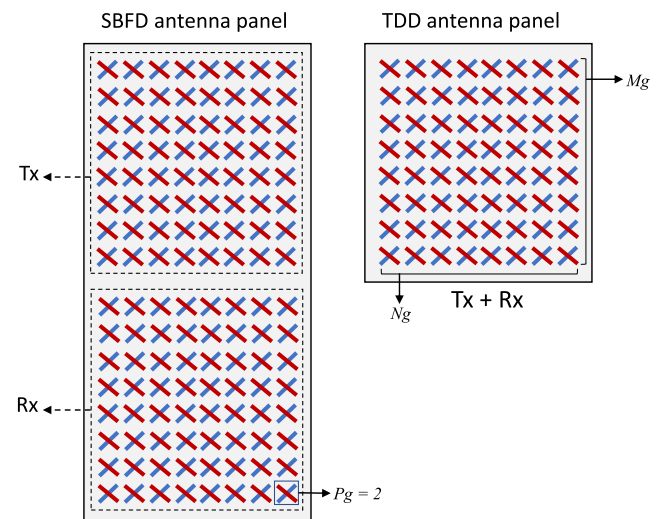 SBFD antenna panel
TDD antenna panel
Mg
Tx
Ng
Tx + Rx
Rx
Pg = 2